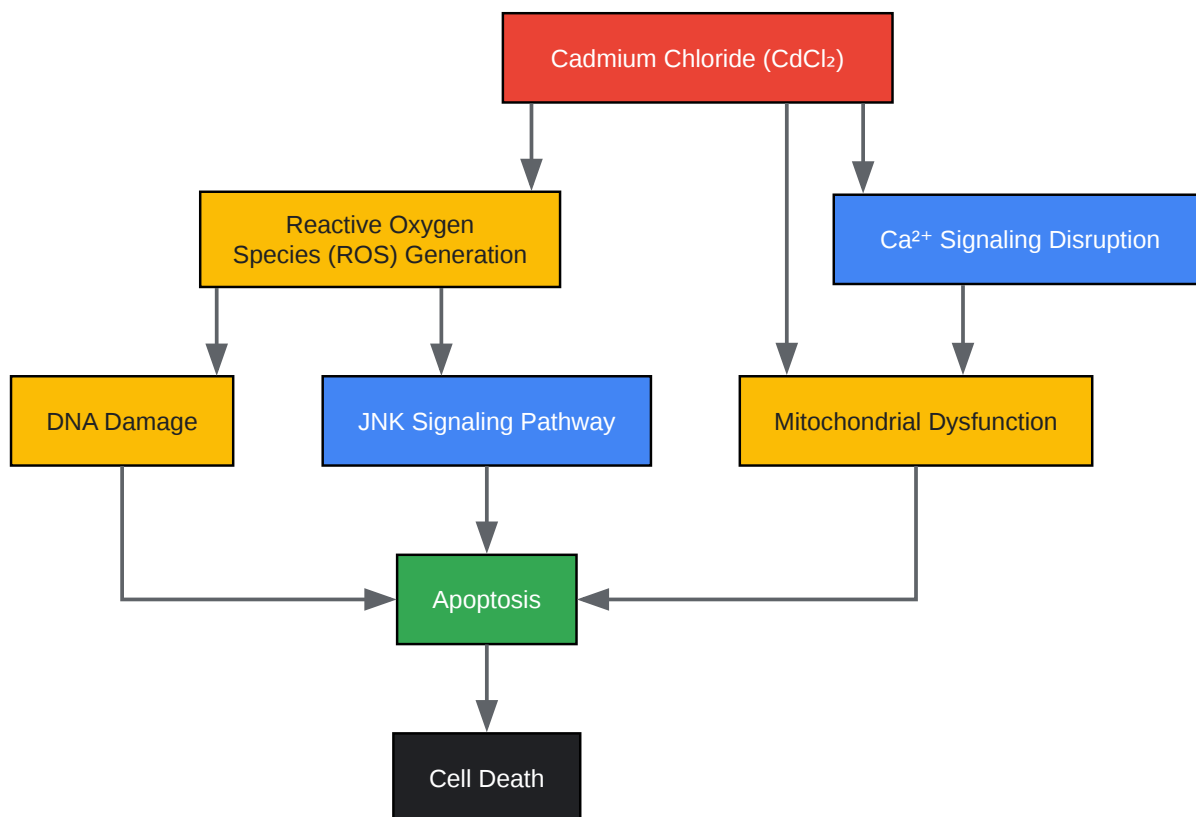 Cadmium Chloride (CdCl₂)
Reactive Oxygen
Species (ROS) Generation
Ca²⁺ Signaling Disruption
DNA Damage
JNK Signaling Pathway
Mitochondrial Dysfunction
Apoptosis
Cell Death